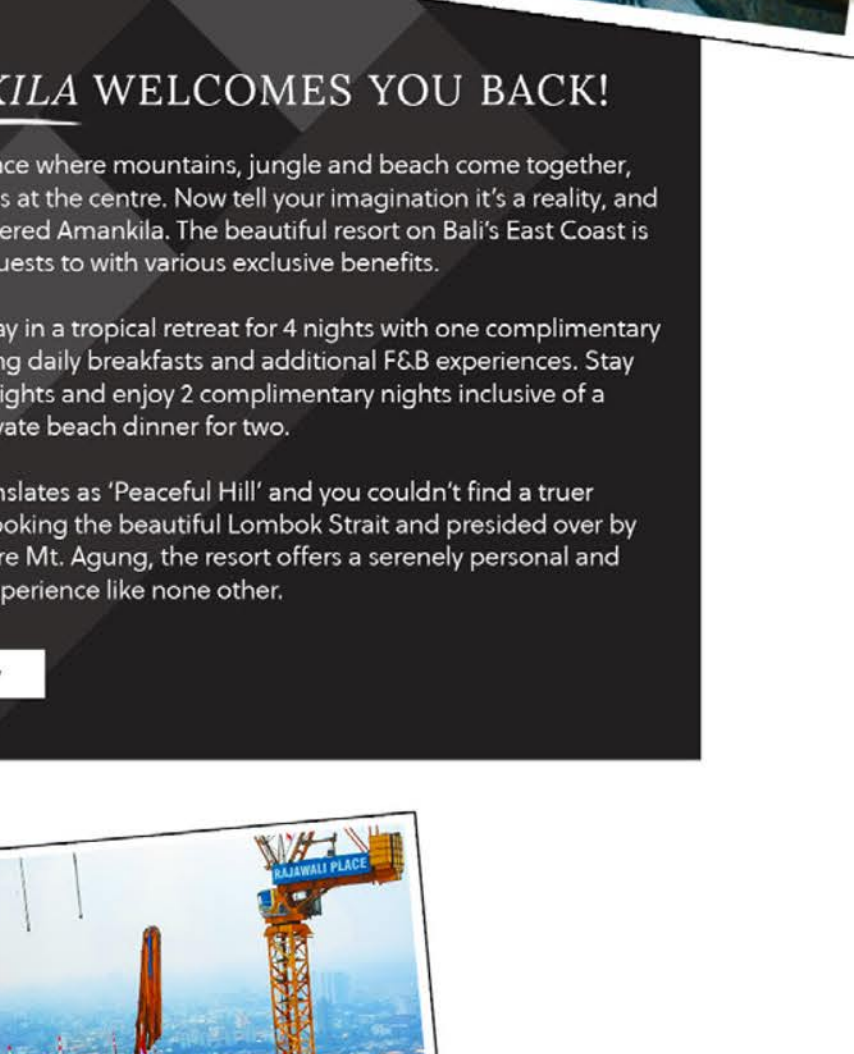 KILA WELCOMES YOU BACK!
nce where mountains, jungle and beach come together,
s at the centre. Now tell your imagination it's a reality, and
ered Amankila. The beautiful resort on Bali's East Coast is
uests to with various exclusive benefits.
ay in a tropical retreat for 4 nights with one complimentary
ng daily breakfasts and additional F&B experiences. Stay
ights and enjoy 2 complimentary nights inclusive of a
vate beach dinner for two.
nslates as 'Peaceful Hill' and you couldn't find a truer
ooking the beautiful Lombok Strait and presided over by
re Mt. Agung, the resort offers a serenely personal and
perience like none other.
RAJAWALI PLACE